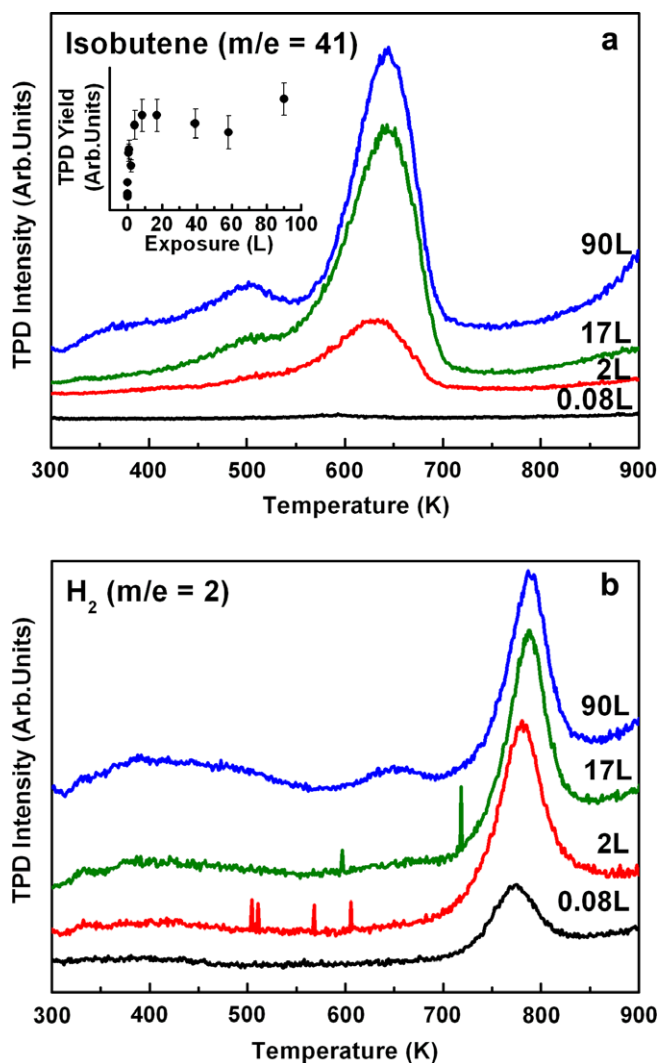 a
Isobutene (m/e = 41)
TPD Yield
(Arb.Units)
0 20 40 60 80 100
Exposure (L)
TPD Intensity (Arb.Units)
90L
17L
2L
0.08L
300 400 500 600 700 800 900
Temperature (K)
b
H₂ (m/e = 2)
TPD Intensity (Arb.Units)
90L
17L
2L
0.08L
300 400 500 600 700 800 900
Temperature (K)